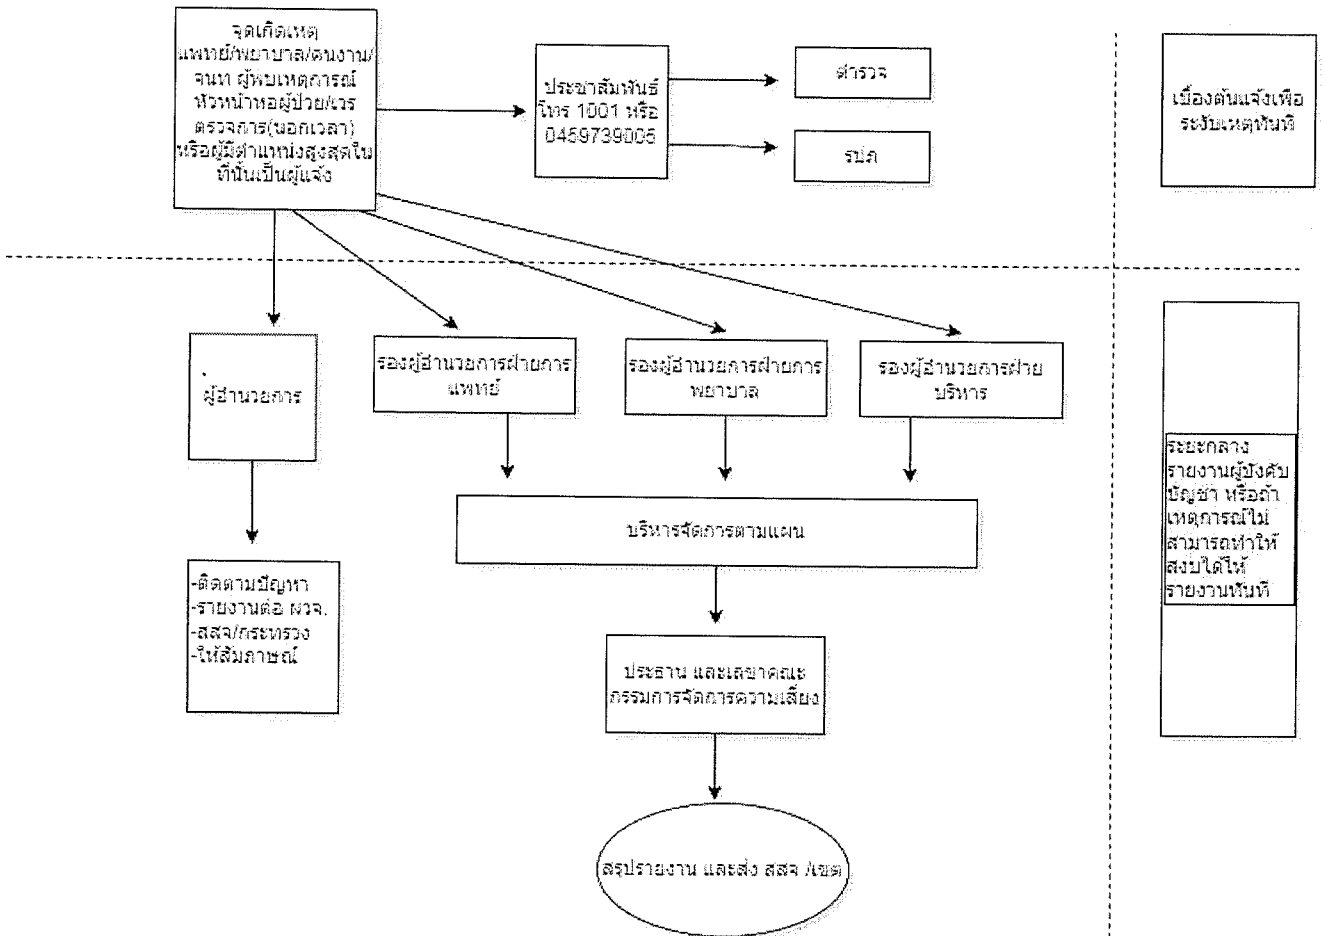 จุดเกิดเหตุ
แพทย์/พยาบาล/คนงาน/
จนท ผู้พบเหตุการณ์
หัวหน้าหอผู้ป่วย/เวร
ตรวจการ(นอกเวลา)
หรือผู้มีตำแหน่งสูงสุดใน
ที่นั้นเป็นผู้แจ้ง
ประชาสัมพันธ์
โทร 1001 หรือ
0459739005
ตำรวจ
รปภ
เบื้องต้นแจ้งเพื่อ
ระงับเหตุทันที
ผู้อำนวยการ
รองผู้อำนวยการฝ่ายการ
แพทย์
รองผู้อำนวยการฝ่ายการ
พยาบาล
รองผู้อำนวยการฝ่าย
บริหาร
บริหารจัดการตามแผน
ระยะกลาง
รายงานผู้บังคับ
บัญชา หรือถ้า
เหตุการณ์ไม่
สามารถทำให้
สงบได้ให้
รายงานทันที
-ติดตามปัญหา
-รายงานต่อ ผวจ.
-สสจ/กระทรวง
-ให้สัมภาษณ์
ประธาน และเลขาคณะ
กรรมการจัดการความเสี่ยง
สรุปรายงาน และส่ง สสจ /เขต